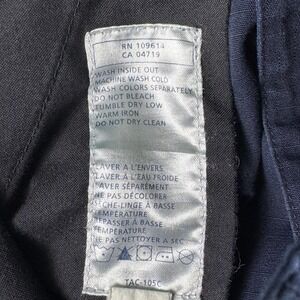 RN 109614
CA 04719
WASH INSIDE OUT
MACHINE WASH COLD
WASH COLORS SEPARATELY
DO NOT BLEACH
TUMBLE DRY LOW
WARM IRON
DO NOT DRY CLEAN
LAVER À L'ENVERS
LAVER À L'EAU FROIDE
LAVER SÉPAREMENT
NE PAS DÉCOLORER
SÈCHE-LINGE À BASSE
TEMPÉRATURE
REPASSER À BASSE
TEMPÉRATURE
NE PAS NETTOYER A SEC
TAC-105C